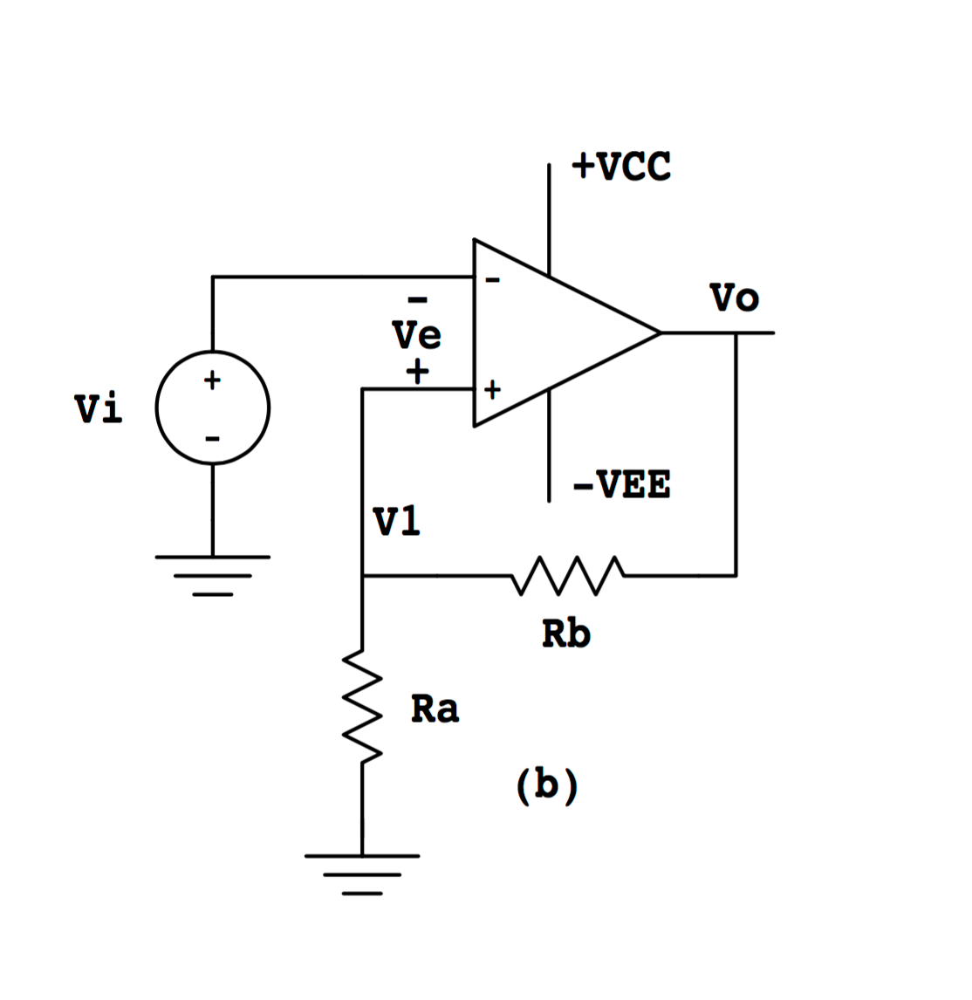 +VCC
Vo
-
-
Ve
+
+
+
Vi
-
-VEE
V1
Rb
Ra
(b)